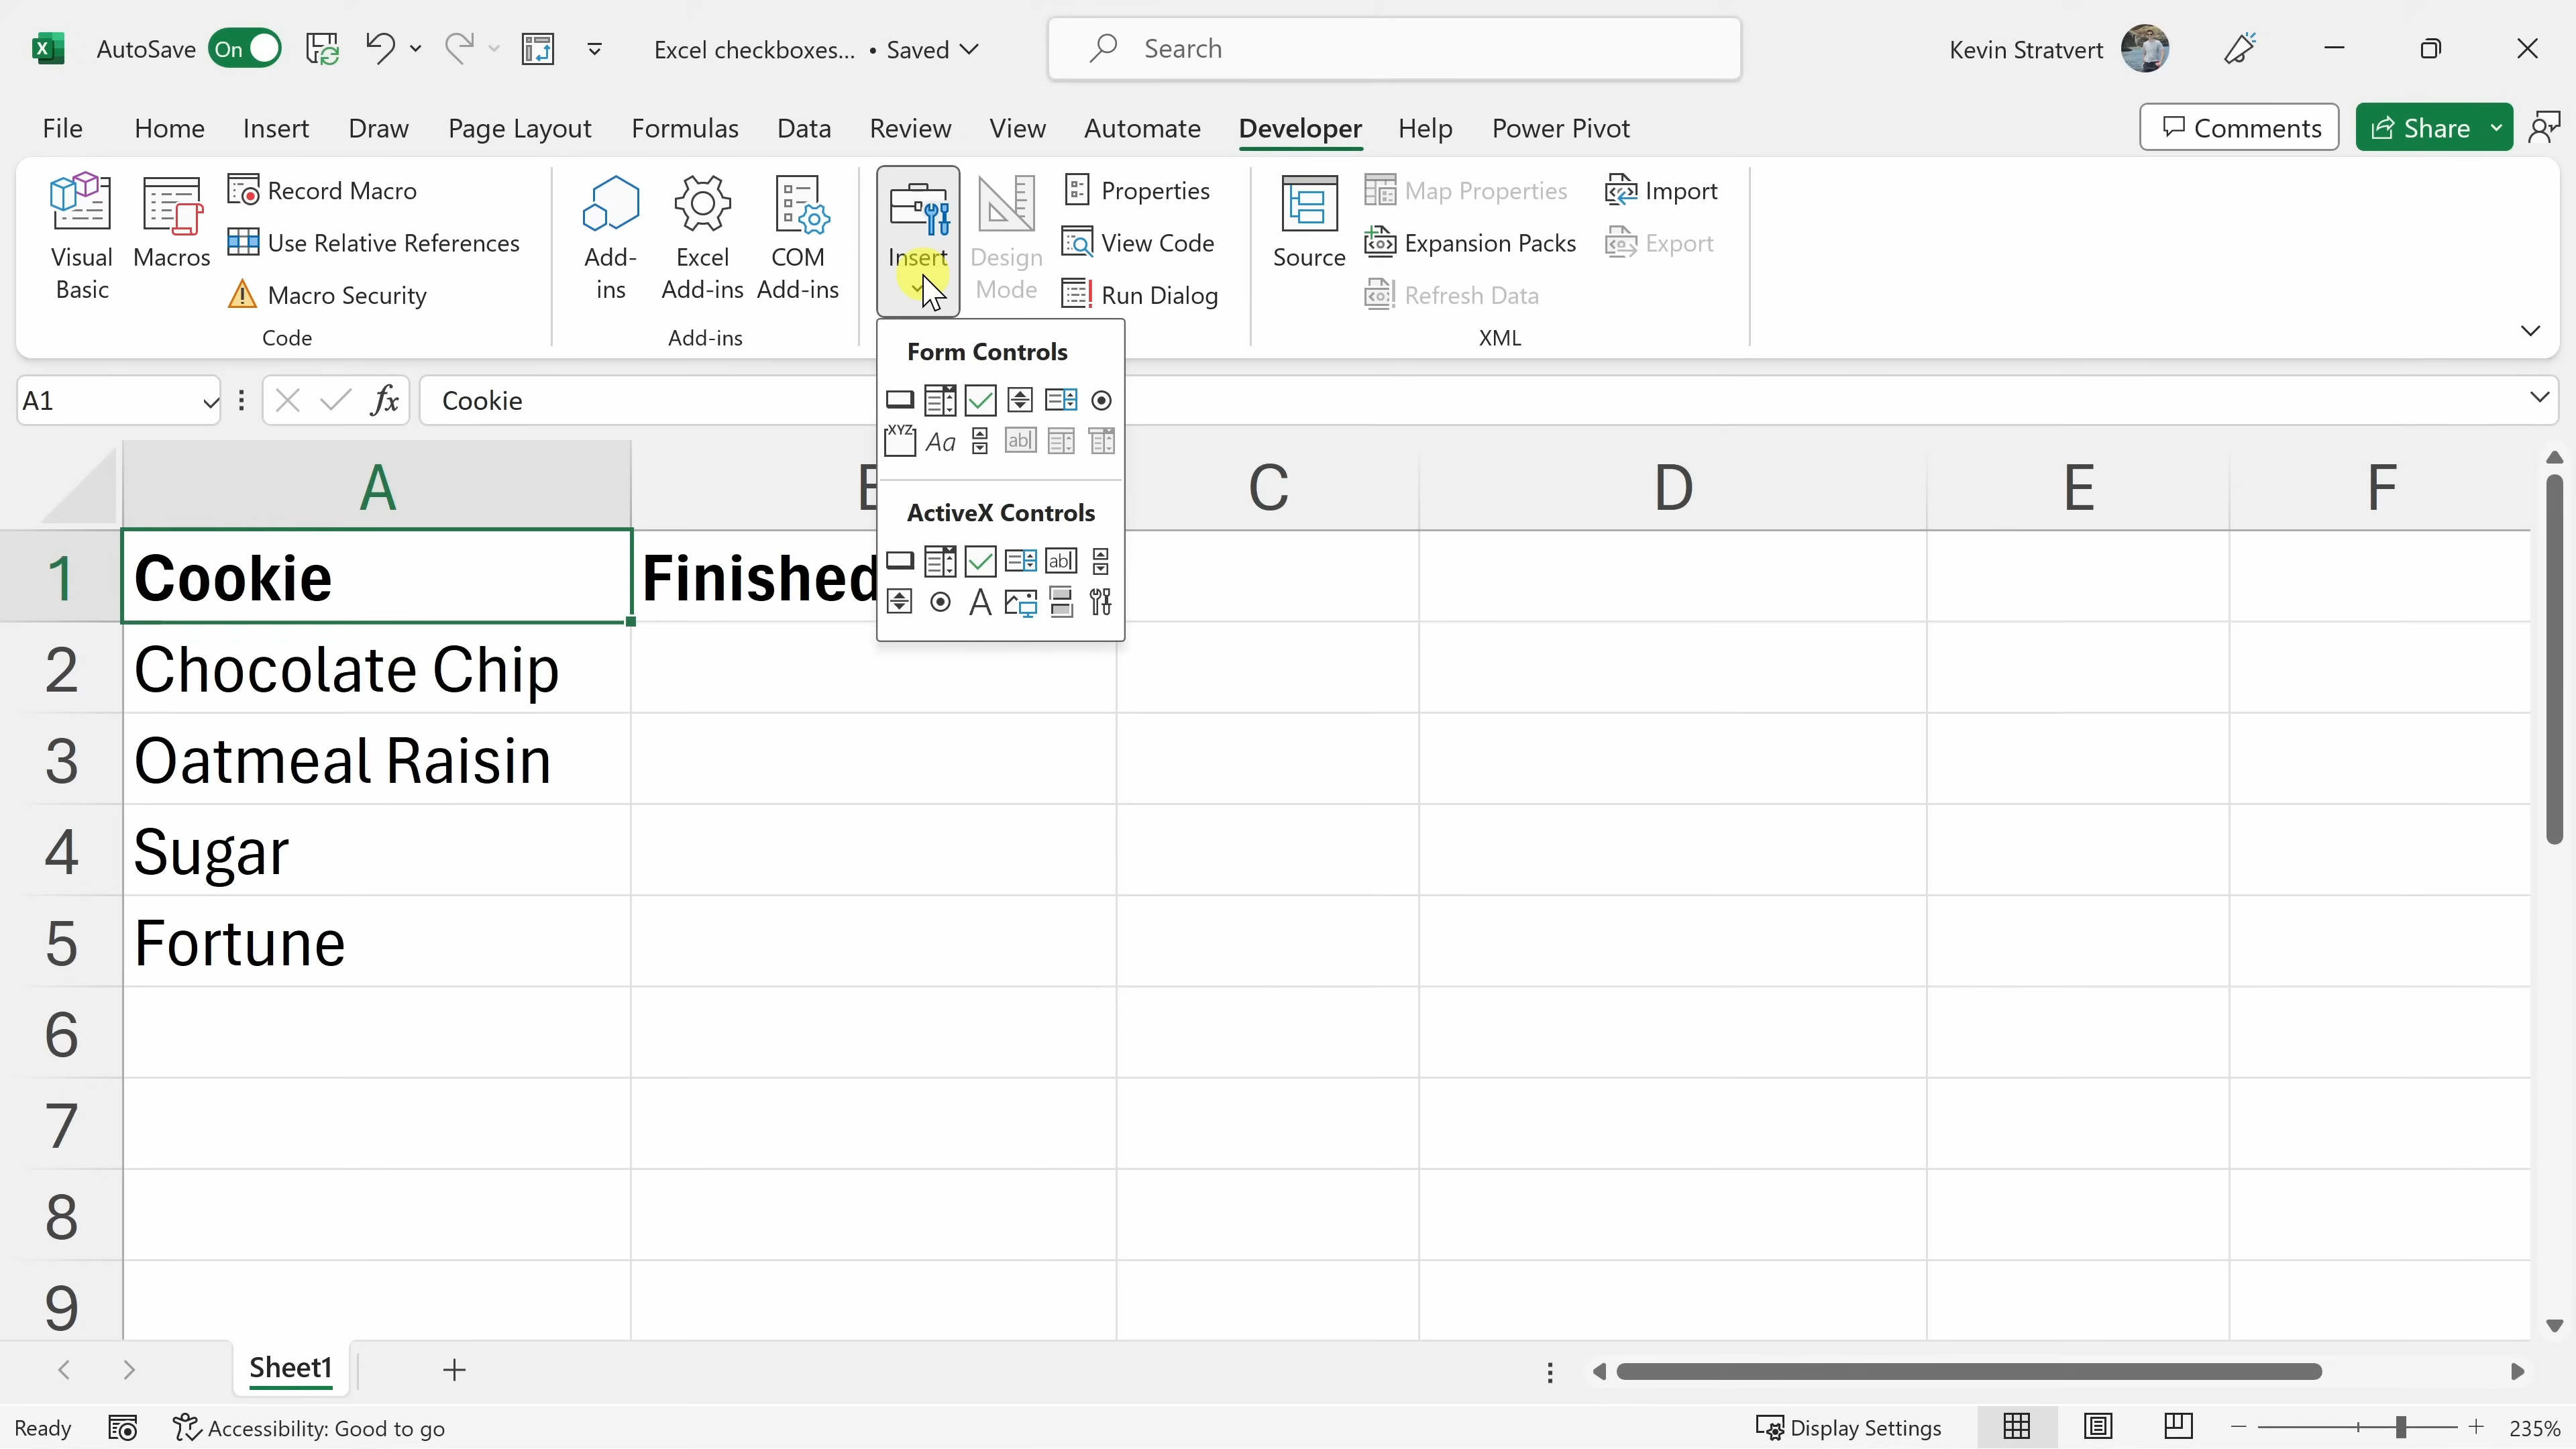 AutoSave On Excel checkboxes... • Saved Search Kevin Stratvert
File Home Insert Draw Page Layout Formulas Data Review View Automate Developer Help Power Pivot Comments Share
Visual Basic
Macros
Record Macro
Use Relative References
Macro Security
Code
Add-ins
Excel Add-ins
COM Add-ins
Add-ins
Insert
Design Mode
Properties
View Code
Run Dialog
Source
Map Properties
Expansion Packs
Refresh Data
Import
Export
XML
Form Controls
XYZ Aa ab|
ActiveX Controls
ab|
A
A1 fx Cookie
A C D E F
1 Cookie Finished
2 Chocolate Chip
3 Oatmeal Raisin
4 Sugar
5 Fortune
6
7
8
9
Sheet1
Ready Accessibility: Good to go Display Settings 235%